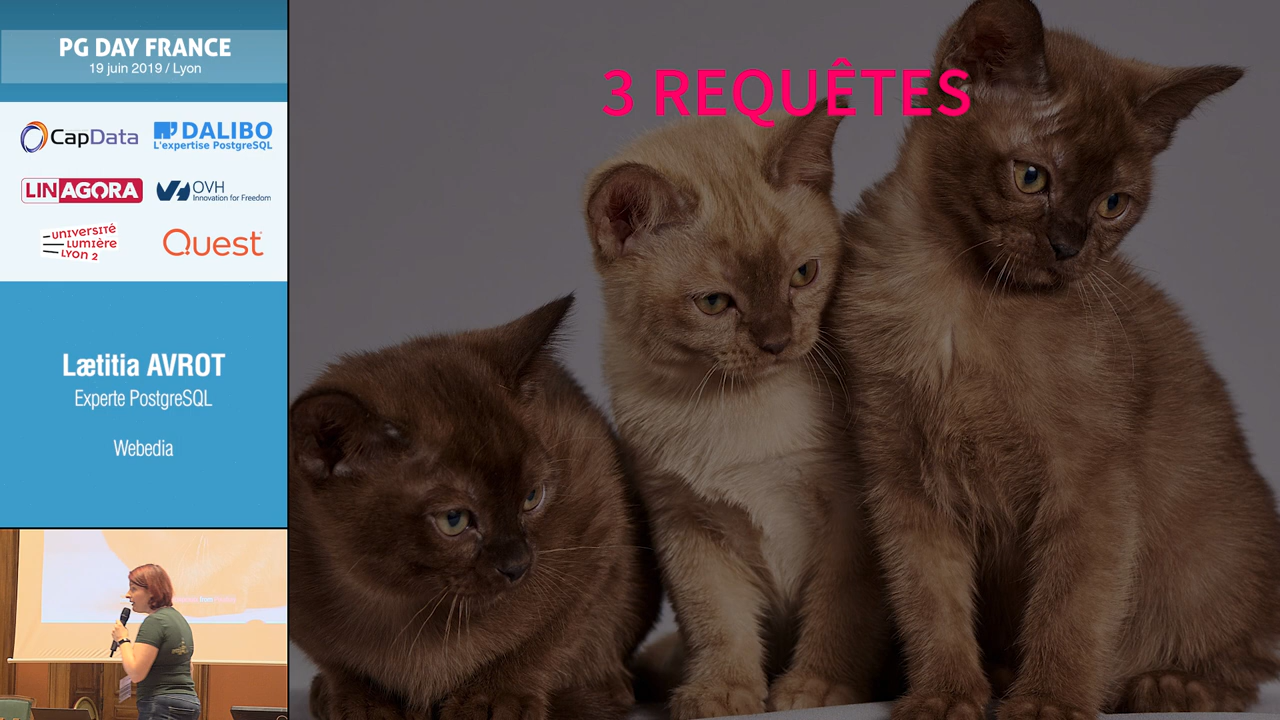 PG DAY FRANCE
19 juin 2019 / Lyon
CapData
DALIBO
L'expertise PostgreSQL
LINAGORA
OVH
Innovation for Freedom
UNIVERSITÉ
LUMIÈRE
LYON 2
Quest
Lætitia AVROT
Experte PostgreSQL
Webedia
3 REQUÊTES